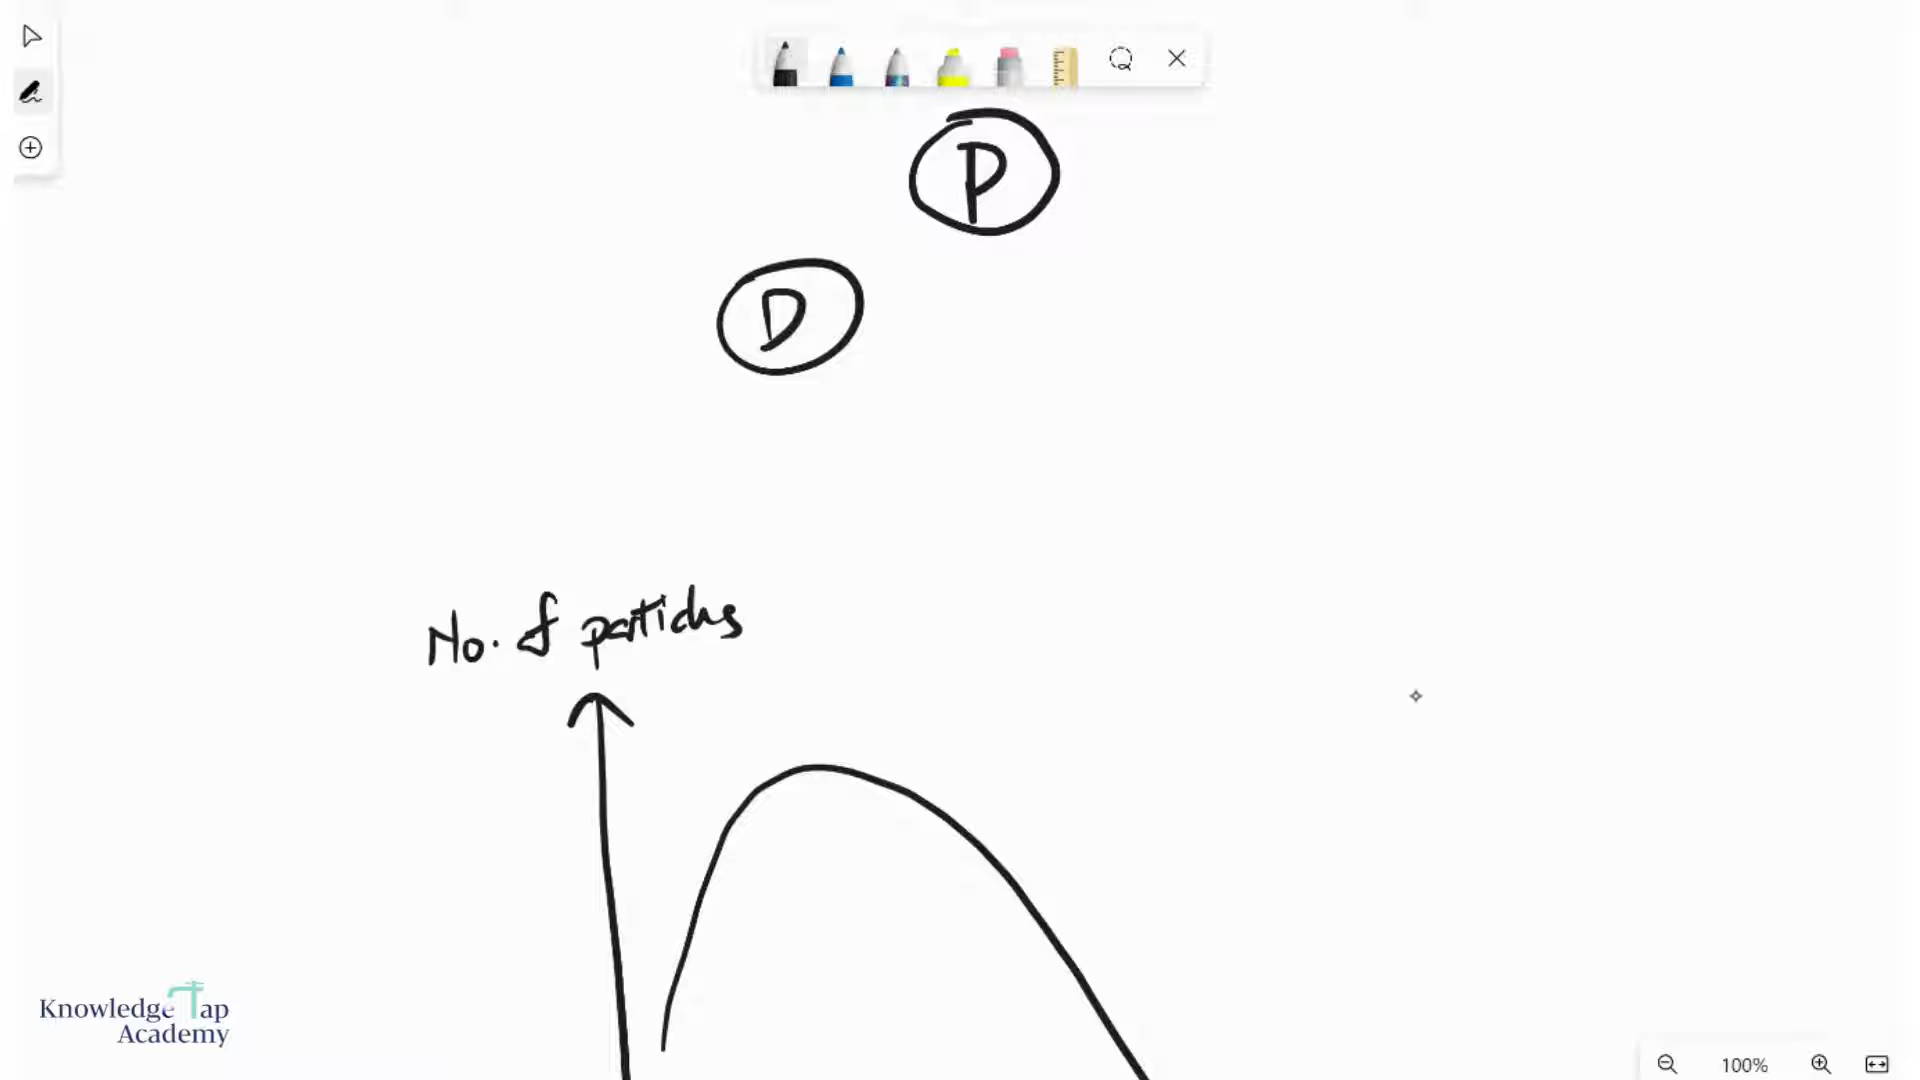 P
D
No. of particles
Knowledge Tap
Academy
100%